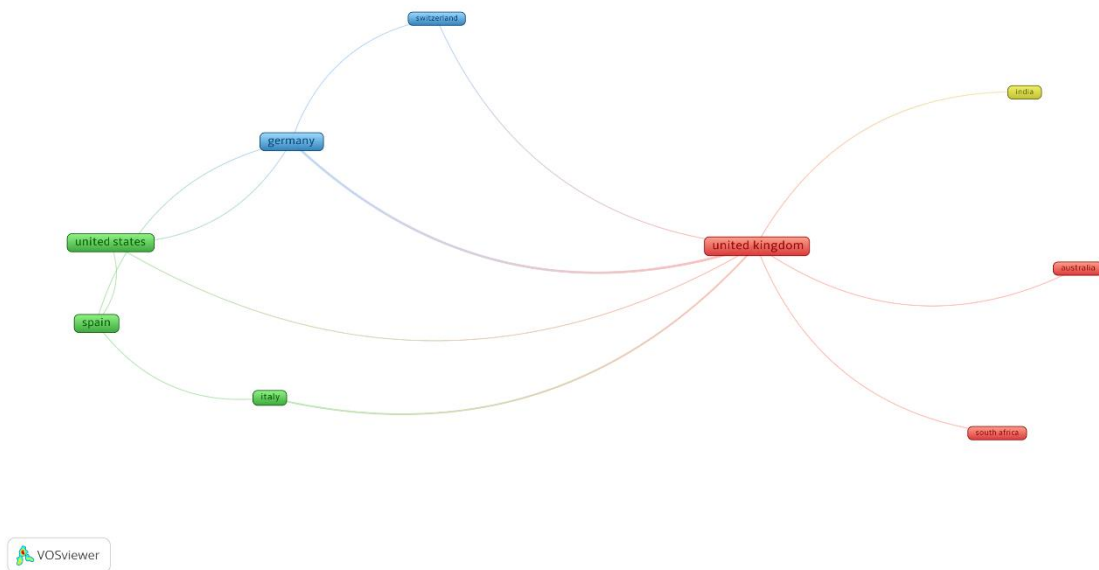 switzerland
india
germany
united states
united kingdom
australia
spain
italy
south africa
VOSviewer